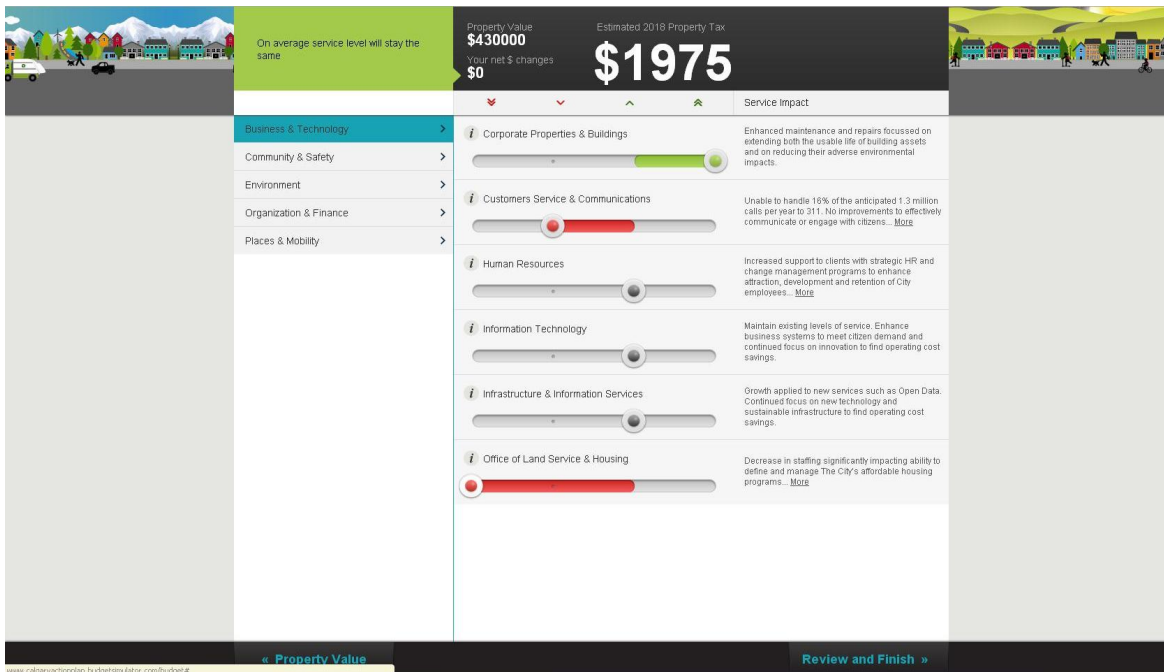 On average service level will stay the
same
Property Value
$430000
Your net $ changes
$0
Estimated 2018 Property Tax
$1975
Service Impact
Business & Technology
Community & Safety
Environment
Organization & Finance
Places & Mobility
i Corporate Properties & Buildings
Enhanced maintenance and repairs focussed on
extending both the usable life of building assets
and on reducing their adverse environmental
impacts.
i Customers Service & Communications
Unable to handle 16% of the anticipated 1.3 million
calls per year to 311. No improvements to effectively
communicate or engage with citizens... More
i Human Resources
Increased support to clients with strategic HR and
change management programs to enhance
attraction, development and retention of City
employees... More
i Information Technology
Maintain existing levels of service. Enhance
business systems to meet citizen demand and
continued focus on innovation to find operating cost
savings.
i Infrastructure & Information Services
Growth applied to new services such as Open Data.
Continued focus on new technology and
sustainable infrastructure to find operating cost
savings.
i Office of Land Service & Housing
Decrease in staffing significantly impacting ability to
define and manage The City's affordable housing
programs... More
« Property Value
Review and Finish »
www.calgaryactionplan.budgetsimulator.com/budget#